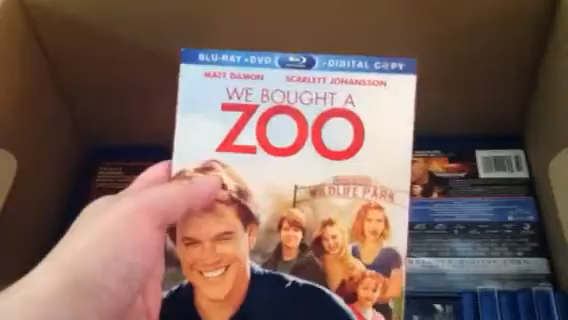 BLU-RAY + DVD + DIGITAL COPY
MATT DAMON SCARLETT JOHANSSON
WE BOUGHT A
ZOO
WILDLIFE PARK